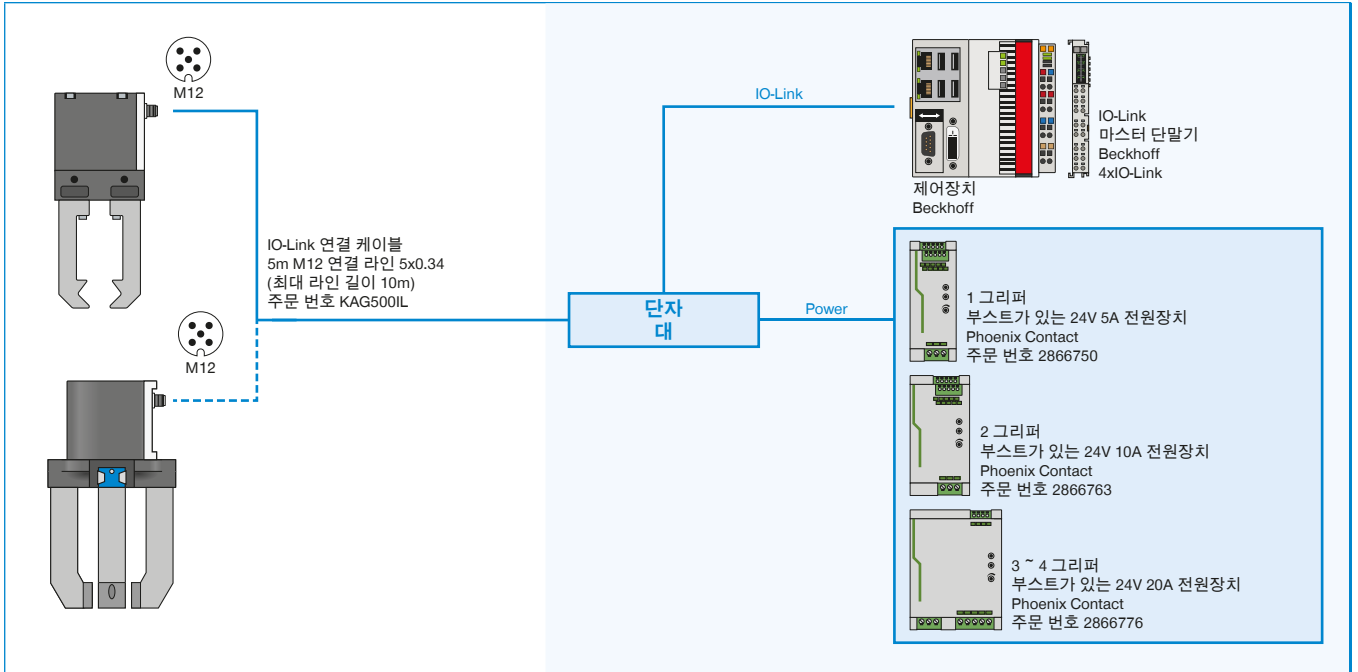 M12
IO-Link 연결 케이블
5m M12 연결 라인 5x0.34
(최대 라인 길이 10m)
주문 번호 KAG500IL
M12
단자
대
IO-Link
Power
제어장치
Beckhoff
IO-Link
마스터 단말기
Beckhoff
4xIO-Link
1 그리퍼
부스트가 있는 24V 5A 전원장치
Phoenix Contact
주문 번호 2866750
2 그리퍼
부스트가 있는 24V 10A 전원장치
Phoenix Contact
주문 번호 2866763
3 ~ 4 그리퍼
부스트가 있는 24V 20A 전원장치
Phoenix Contact
주문 번호 2866776